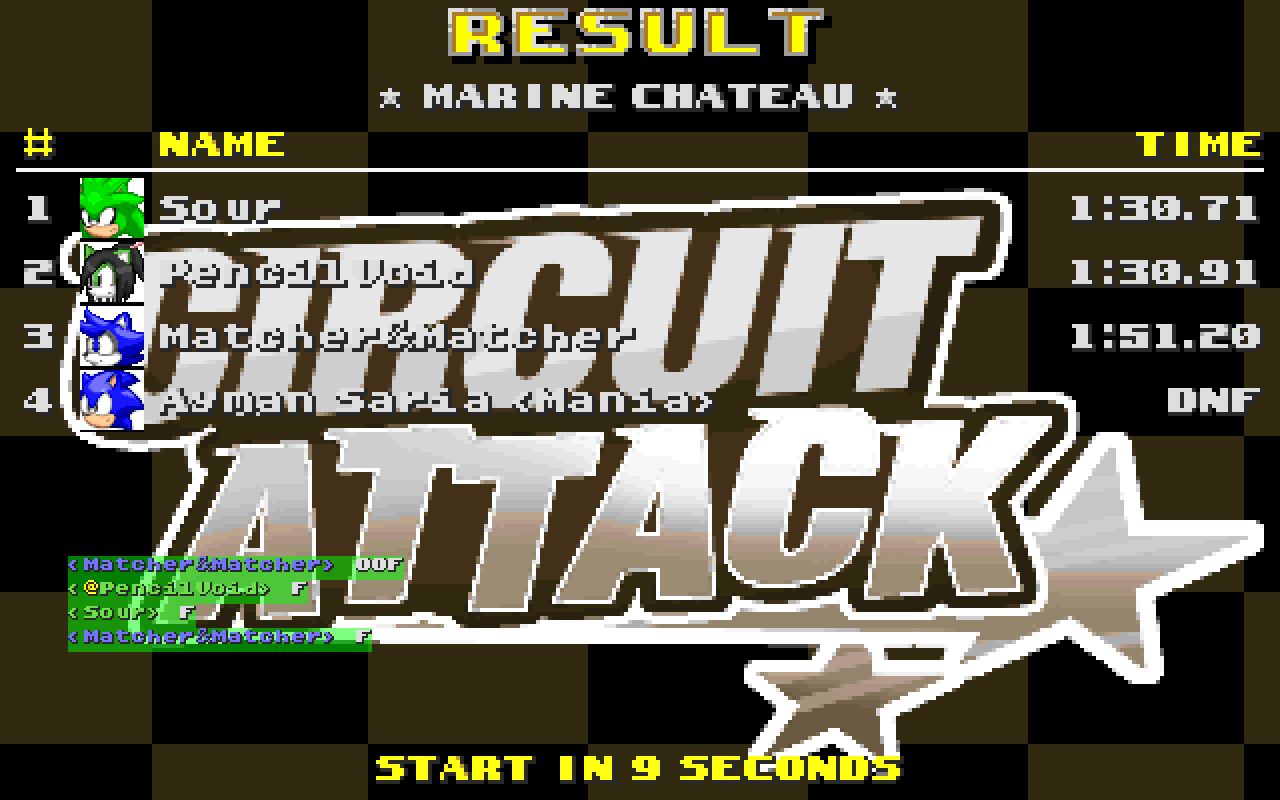 RESULT
★ MARINE CHATEAU ★
# NAME TIME
1 Sour 1:30.71
2 PencilVoid 1:30.91
3 Matcher&Matcher 1:51.20
4 Ayman Saria <Mania> DNF
CIRCUIT
ATTACK
<Matcher&Matcher> OOF
<@PencilVoid> F
<Sour> F
<Matcher&Matcher> F
START IN 9 SECONDS